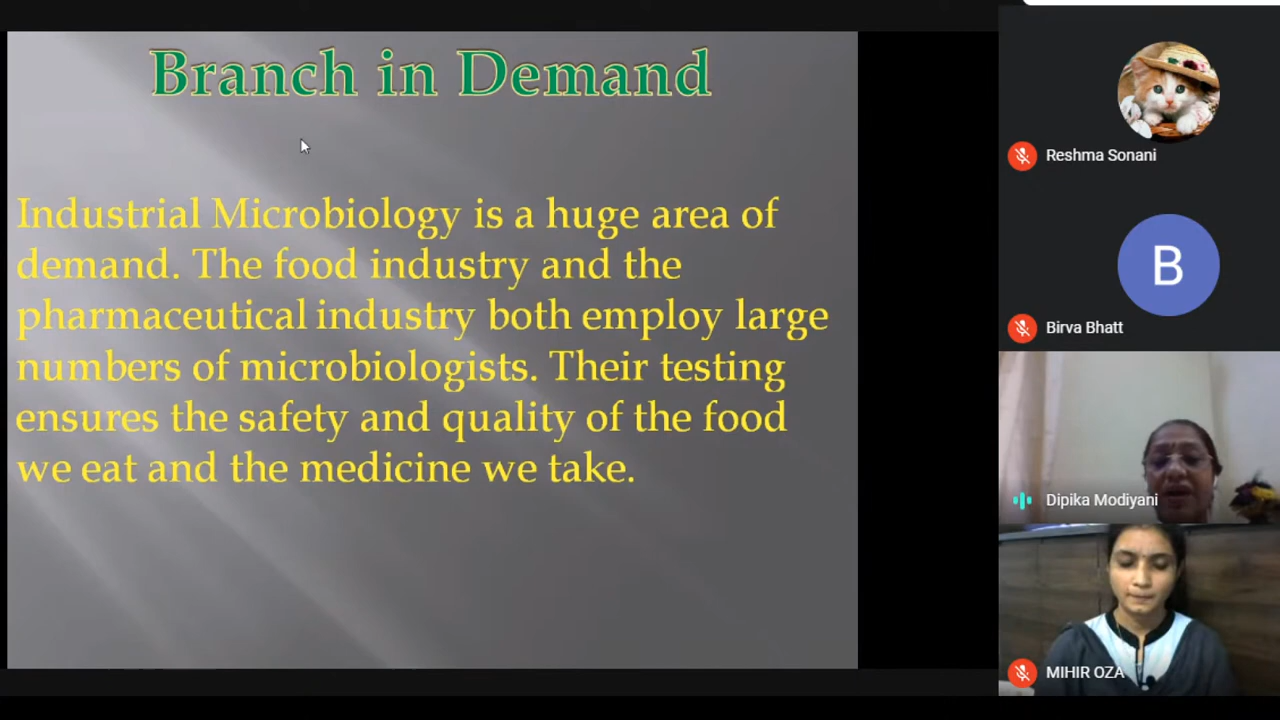 Branch in Demand
Industrial Microbiology is a huge area of
demand. The food industry and the
pharmaceutical industry both employ large
numbers of microbiologists. Their testing
ensures the safety and quality of the food
we eat and the medicine we take.
Reshma Sonani
B
Birva Bhatt
Dipika Modiyani
MIHIR OZA